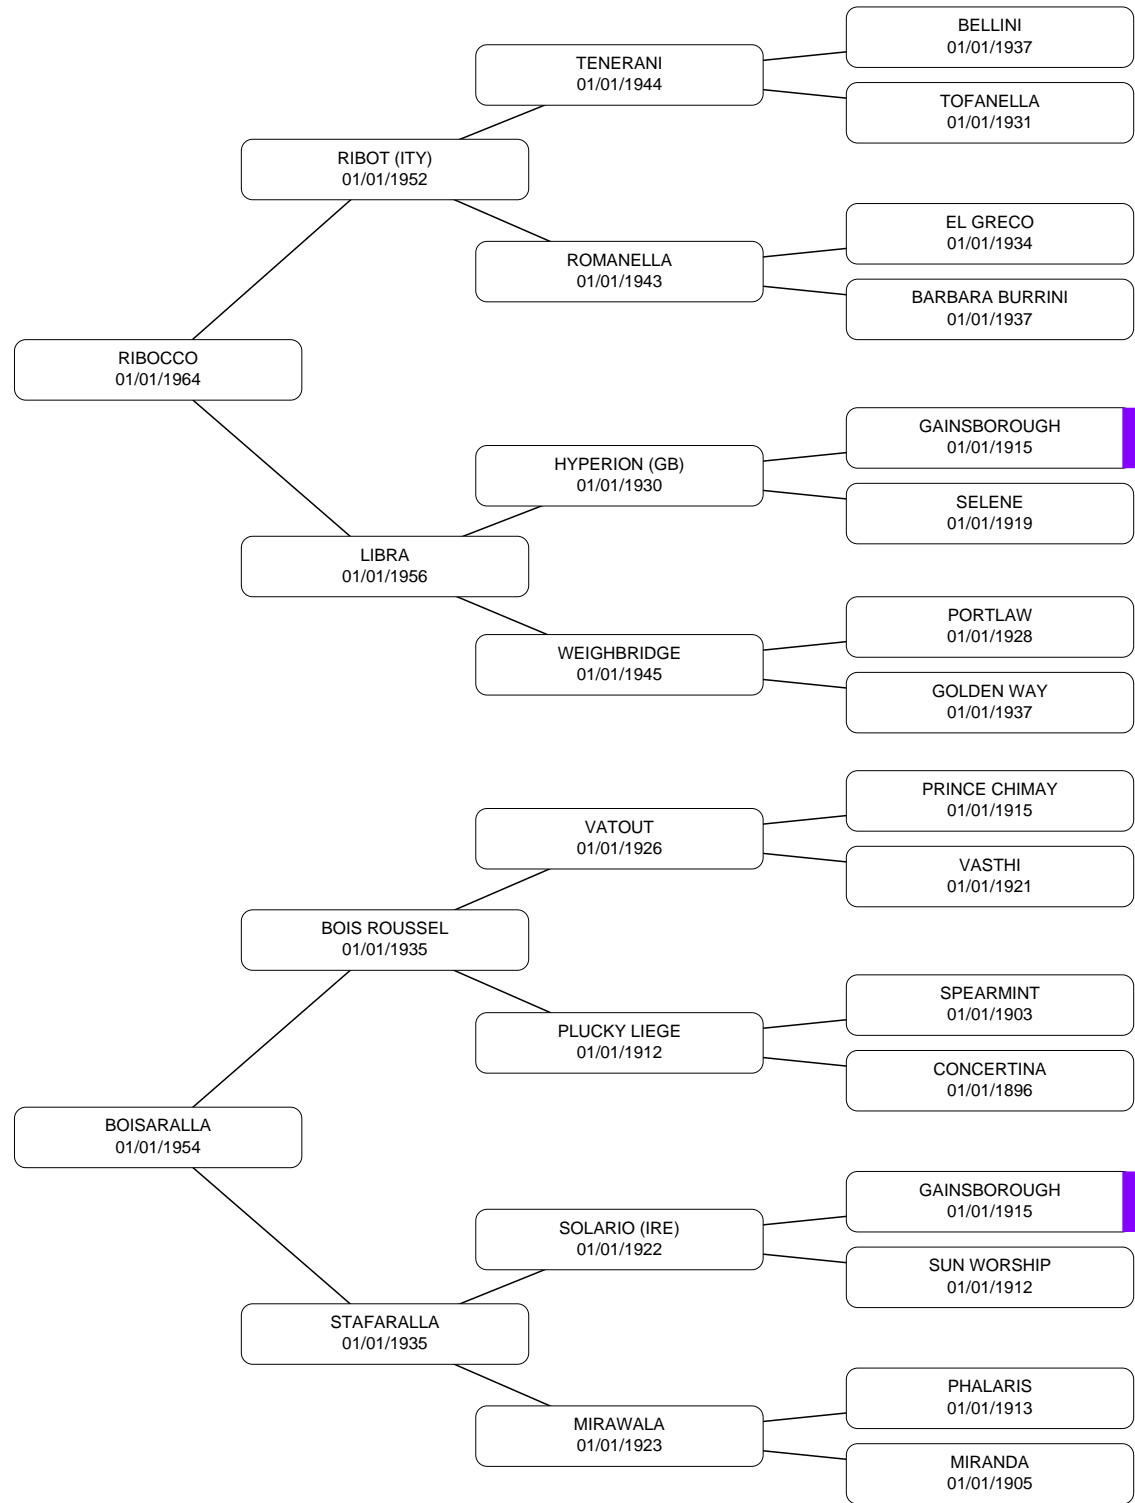 BELLINI
01/01/1937
TENERANI
01/01/1944
TOFANELLA
01/01/1931
RIBOT (ITY)
01/01/1952
EL GRECO
01/01/1934
ROMANELLA
01/01/1943
BARBARA BURRINI
01/01/1937
RIBOCCO
01/01/1964
GAINSBOROUGH
01/01/1915
HYPERION (GB)
01/01/1930
SELENE
01/01/1919
LIBRA
01/01/1956
PORTLAW
01/01/1928
WEIGHBRIDGE
01/01/1945
GOLDEN WAY
01/01/1937
PRINCE CHIMAY
01/01/1915
VATOUT
01/01/1926
VASTHI
01/01/1921
BOIS ROUSSEL
01/01/1935
SPEARMINT
01/01/1903
PLUCKY LIEGE
01/01/1912
CONCERTINA
01/01/1896
BOISARALLA
01/01/1954
GAINSBOROUGH
01/01/1915
SOLARIO (IRE)
01/01/1922
SUN WORSHIP
01/01/1912
STAFARALLA
01/01/1935
PHALARIS
01/01/1913
MIRAWALA
01/01/1923
MIRANDA
01/01/1905